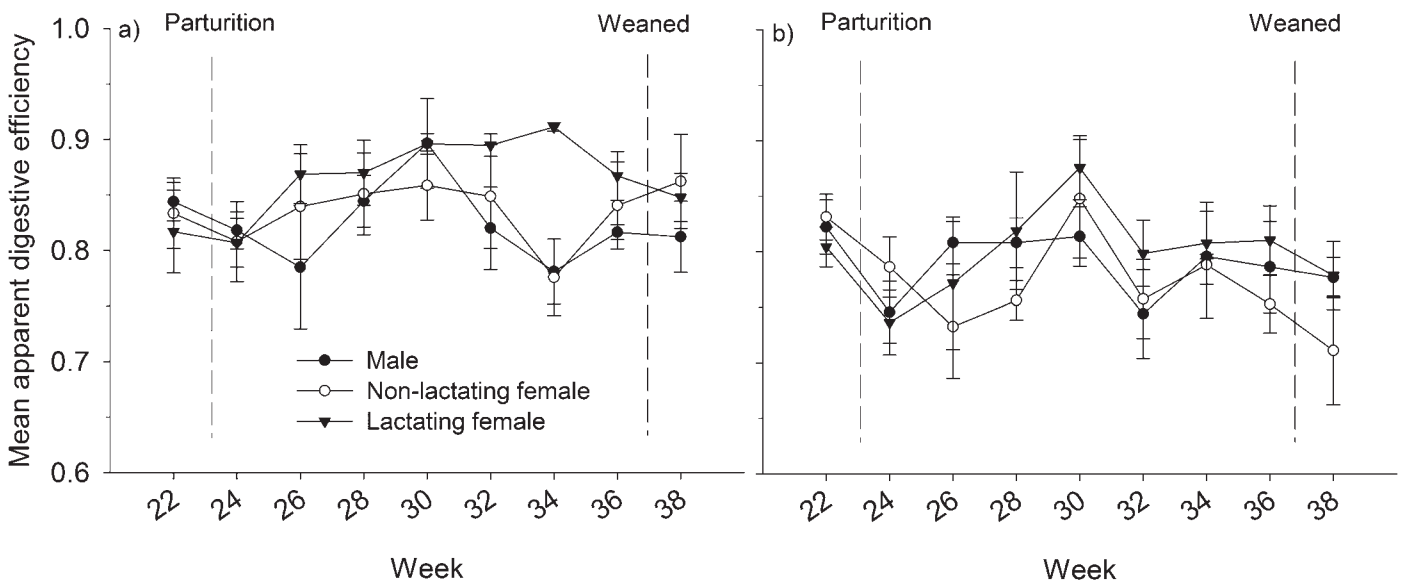 Mean apparent digestive efficiency
1.0
0.9
0.8
0.7
0.6
a)
Parturition
Weaned
Male
Non-lactating female
Lactating female
22 24 26 28 30 32 34 36 38
Week
b)
Parturition
Weaned
22 24 26 28 30 32 34 36 38
Week